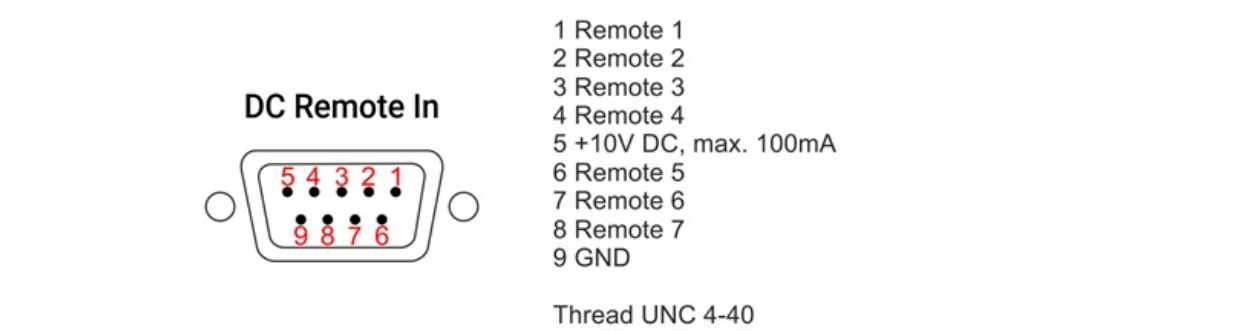 DC Remote In
5 4 3 2 1
9 8 7 6
1 Remote 1
2 Remote 2
3 Remote 3
4 Remote 4
5 +10V DC, max. 100mA
6 Remote 5
7 Remote 6
8 Remote 7
9 GND
Thread UNC 4-40